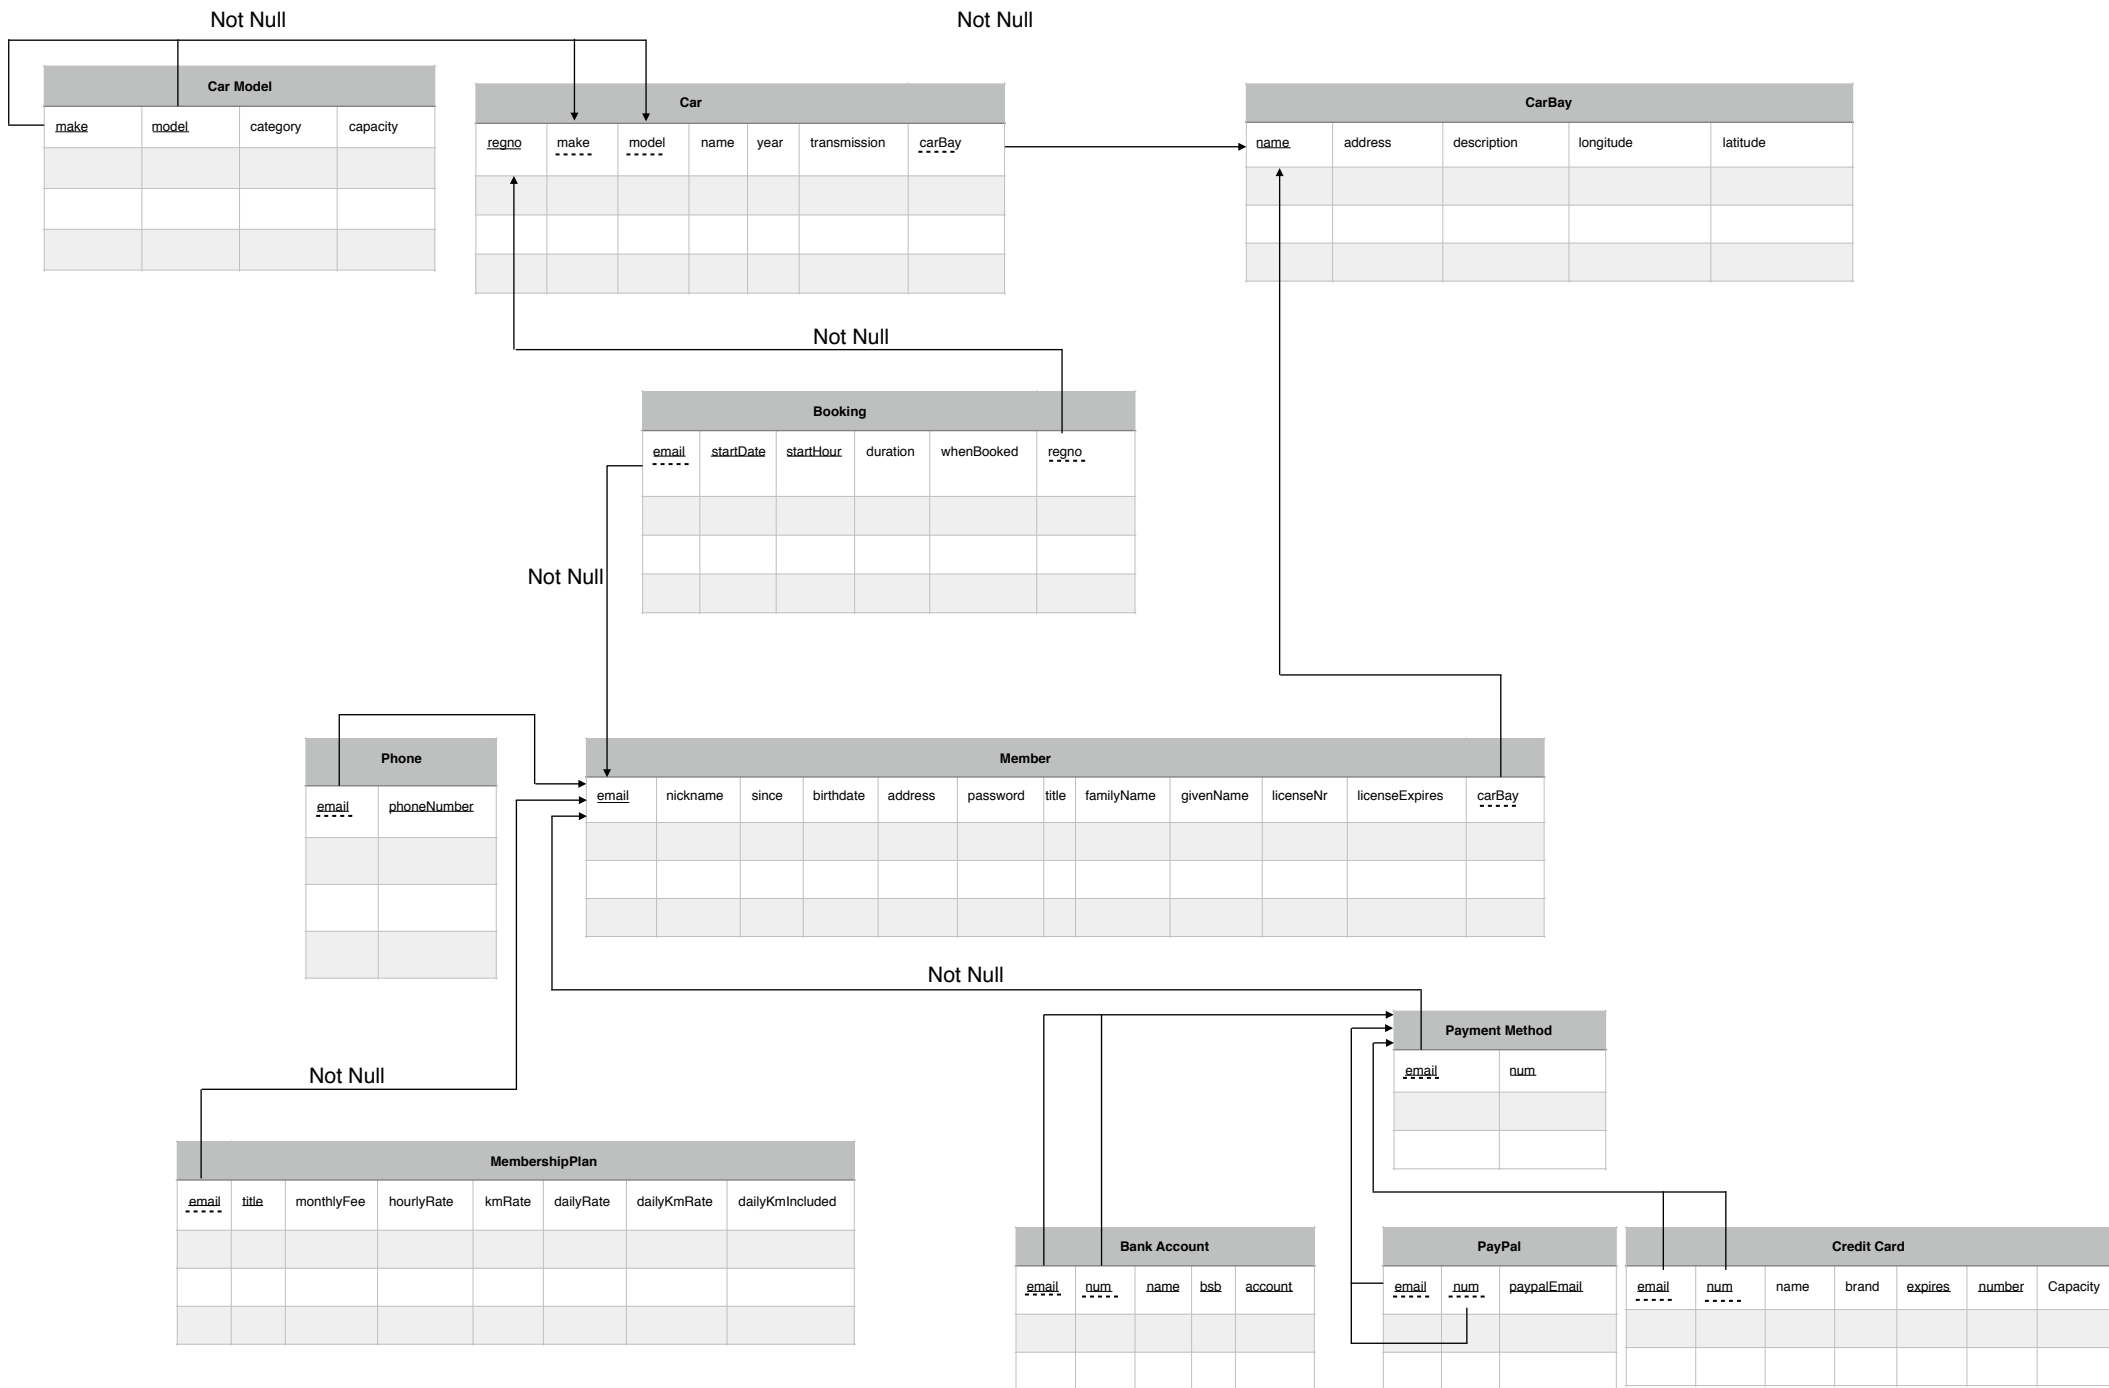 Not Null
Not Null
Car Model
make model category capacity
Car
regno make model name year transmission carBay
CarBay
name address description longitude latitude
Not Null
Booking
email startDate startHour duration whenBooked regno
Not Null
Phone
email phoneNumber
Member
email nickname since birthdate address password title familyName givenName licenseNr licenseExpires carBay
Not Null
Payment Method
email num
Not Null
MembershipPlan
email title monthlyFee hourlyRate kmRate dailyRate dailyKmRate dailyKmIncluded
Bank Account
email num name bsb account
PayPal
email num paypalEmail
Credit Card
email num name brand expires number Capacity